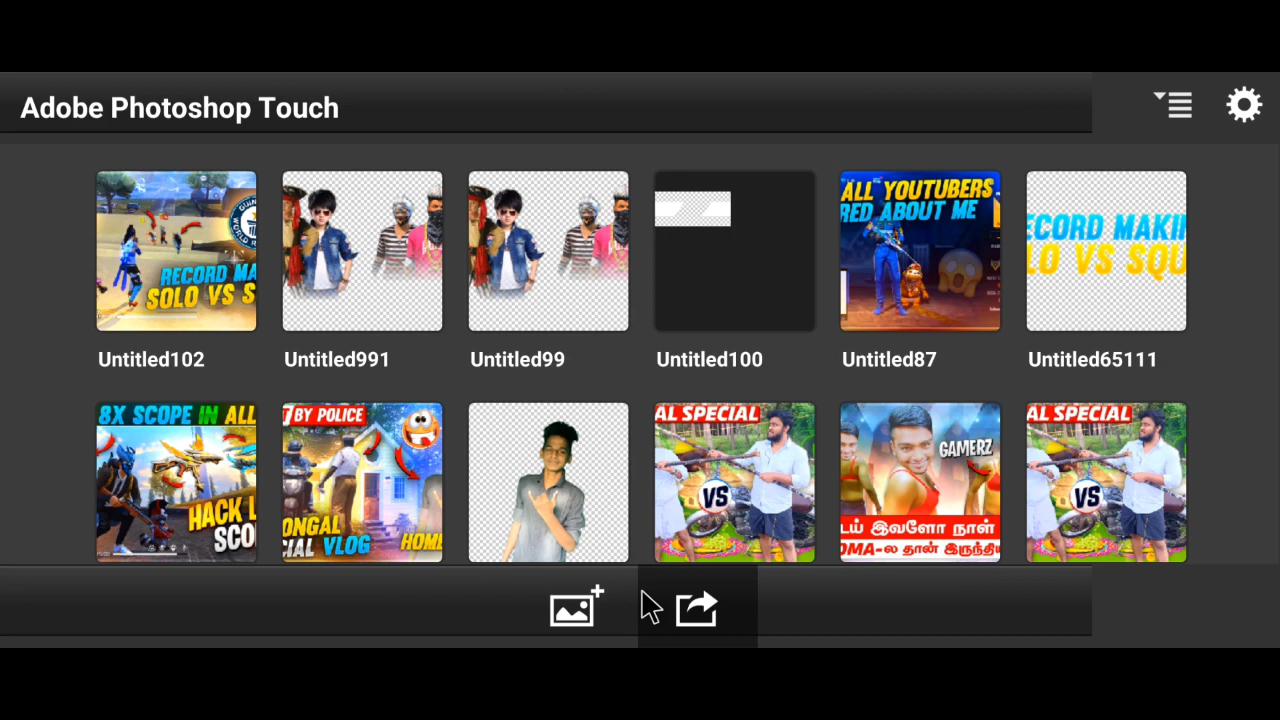 Adobe Photoshop Touch
RECORD MA
SOLO VS S
ALL YOUTUBERS
RED ABOUT ME
ECORD MAKI
LO VS SQU
Untitled102
Untitled991
Untitled99
Untitled100
Untitled87
Untitled65111
8X SCOPE IN ALL
HACK L
SCO
7 BY POLICE
ONGAL
CIAL VLOG
HOME
AL SPECIAL
VS
GAMERZ
டய் இவளோ நாள்
OMA-ல தான் இருந்திய
AL SPECIAL
VS